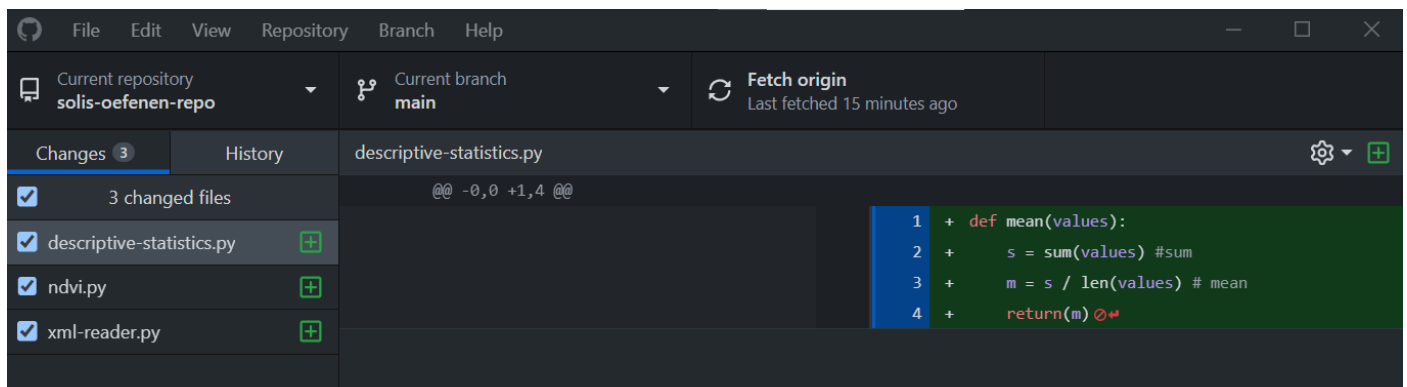 File Edit View Repository Branch Help
Current repository
solis-oefenen-repo
Current branch
main
Fetch origin
Last fetched 15 minutes ago
Changes 3 History
3 changed files
descriptive-statistics.py
ndvi.py
xml-reader.py
descriptive-statistics.py
@@ -0,0 +1,4 @@
1 + def mean(values):
2 +     s = sum(values) #sum
3 +     m = s / len(values) # mean
4 +     return(m)